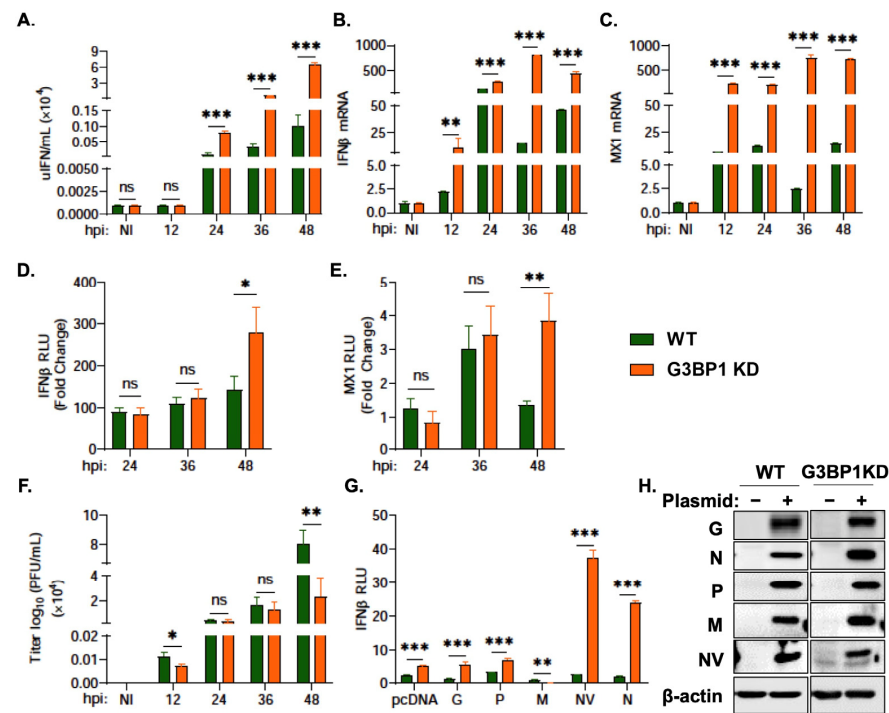 A.
uIFN/mL (×10⁴)
9
6
3
0.15
0.10
0.05
0.0050
0.0025
0.0000
ns
ns
***
***
***
hpi: NI 12 24 36 48
B.
IFNβ mRNA
1000
500
50
25
5.0
2.5
0.0
**
***
***
***
hpi: NI 12 24 36 48
C.
MX1 mRNA
1000
500
50
25
5.0
2.5
0.0
***
***
***
***
hpi: NI 12 24 36 48
D.
IFNβ RLU
(Fold Change)
400
300
200
100
0
ns
ns
*
hpi: 24 36 48
E.
MX1 RLU
(Fold Change)
5
4
3
2
1
0
ns
ns
**
hpi: 24 36 48
WT
G3BP1 KD
F.
Titer log₁₀ (PFU/mL)
(×10⁴)
10
8
6
4
2
1
0
0.02
0.01
0.00
*
ns
ns
**
hpi: NI 12 24 36 48
G.
IFNβ RLU
50
40
30
20
10
0
***
***
***
**
***
***
pcDNA G P M NV N
H.
WT G3BP1KD
Plasmid: − + − +
G
N
P
M
NV
β-actin